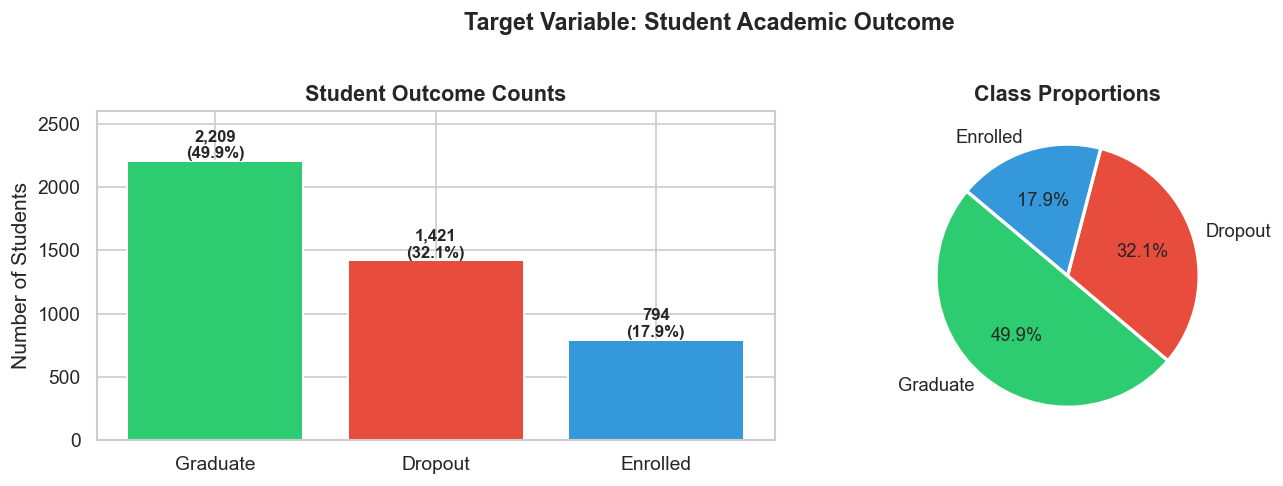 Target Variable: Student Academic Outcome
Student Outcome Counts
Number of Students
2500
2000
1500
1000
500
0
2,209
(49.9%)
1,421
(32.1%)
794
(17.9%)
Graduate
Dropout
Enrolled
Class Proportions
Enrolled
17.9%
Dropout
32.1%
49.9%
Graduate